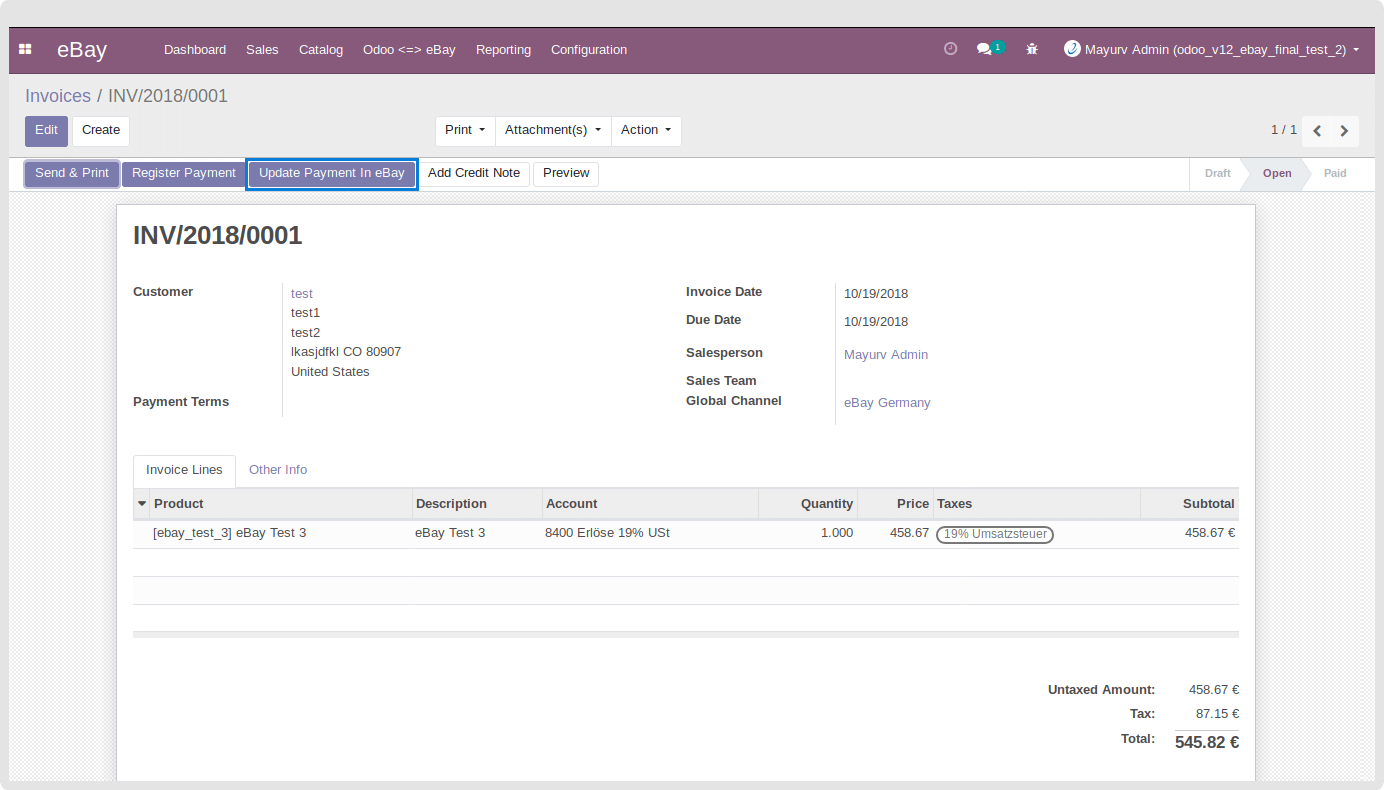 eBay Dashboard Sales Catalog Odoo <=> eBay Reporting Configuration 1 Mayurv Admin (odoo_v12_ebay_final_test_2)
Invoices / INV/2018/0001
Edit Create Print Attachment(s) Action 1 / 1
Send & Print Register Payment Update Payment In eBay Add Credit Note Preview Draft Open Paid
INV/2018/0001
Customer test Invoice Date 10/19/2018
test1
test2 Due Date 10/19/2018
lkasjdfkl CO 80907 Salesperson Mayurv Admin
United States Sales Team
Payment Terms Global Channel eBay Germany
Invoice Lines Other Info
Product Description Account Quantity Price Taxes Subtotal
[ebay_test_3] eBay Test 3 eBay Test 3 8400 Erlöse 19% USt 1.000 458.67 19% Umsatzsteuer 458.67 €
Untaxed Amount: 458.67 €
Tax: 87.15 €
Total: 545.82 €